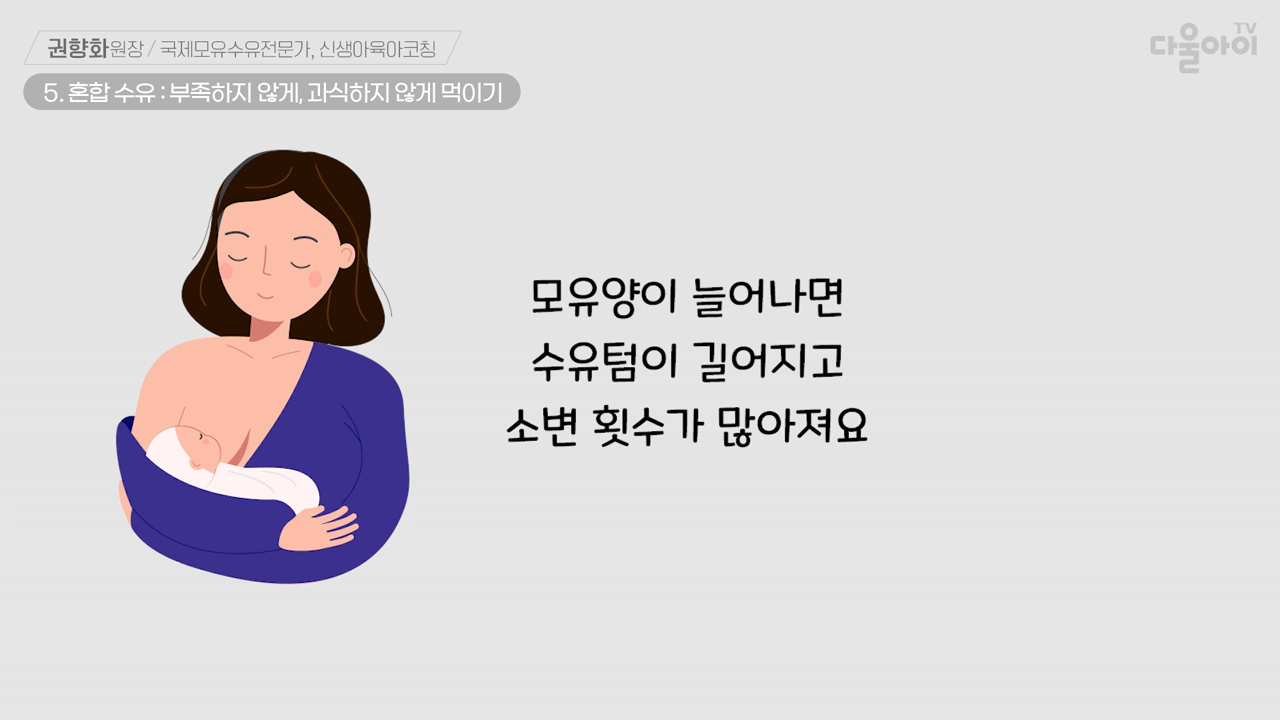 권향화원장 / 국제모유수유전문가, 신생아육아코칭
다울아이 TV
5. 혼합 수유 : 부족하지 않게, 과식하지 않게 먹이기
모유양이 늘어나면
수유텀이 길어지고
소변 횟수가 많아져요